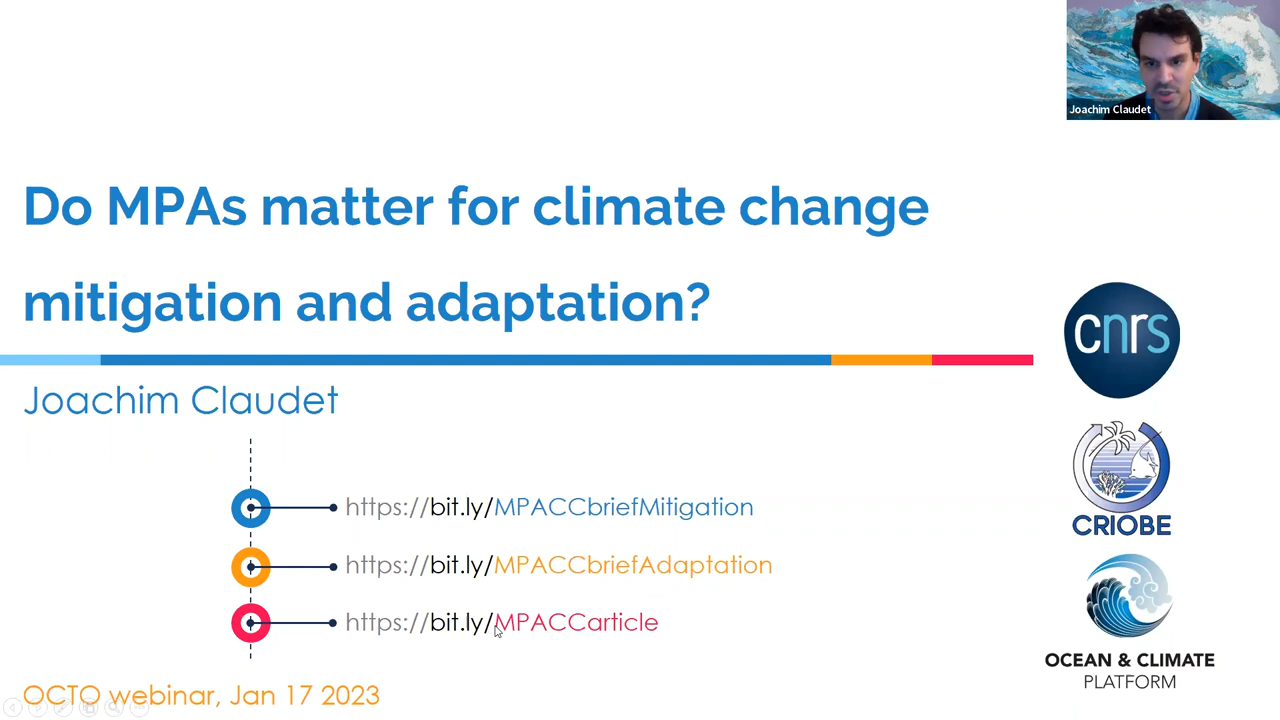 Joachim Claudet
Do MPAs matter for climate change
mitigation and adaptation?
cnrs
Joachim Claudet
https://bit.ly/MPACCbriefMitigation
CRIOBE
https://bit.ly/MPACCbriefAdaptation
https://bit.ly/MPACCarticle
OCEAN & CLIMATE
PLATFORM
OCTO webinar, Jan 17 2023